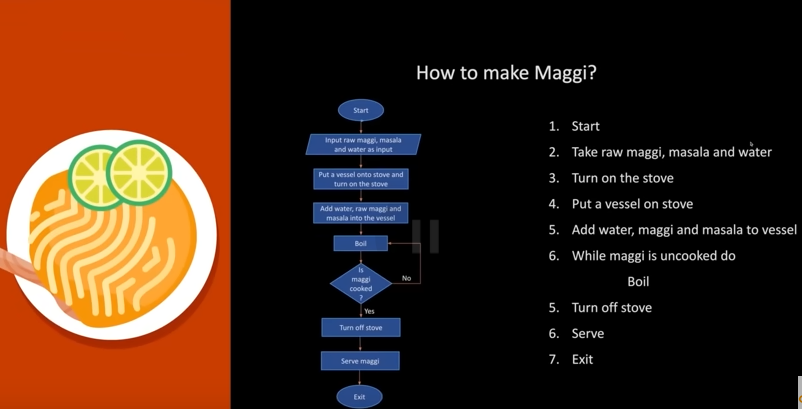 How to make Maggi?
Start
Input raw maggi, masala
and water as input
Put a vessel onto stove and
turn on the stove
Add water, raw maggi and
masala into the vessel
Boil
Is
maggi
cooked
?
No
Yes
Turn off stove
Serve maggi
Exit
1. Start
2. Take raw maggi, masala and water
3. Turn on the stove
4. Put a vessel on stove
5. Add water, maggi and masala to vessel
6. While maggi is uncooked do
Boil
5. Turn off stove
6. Serve
7. Exit